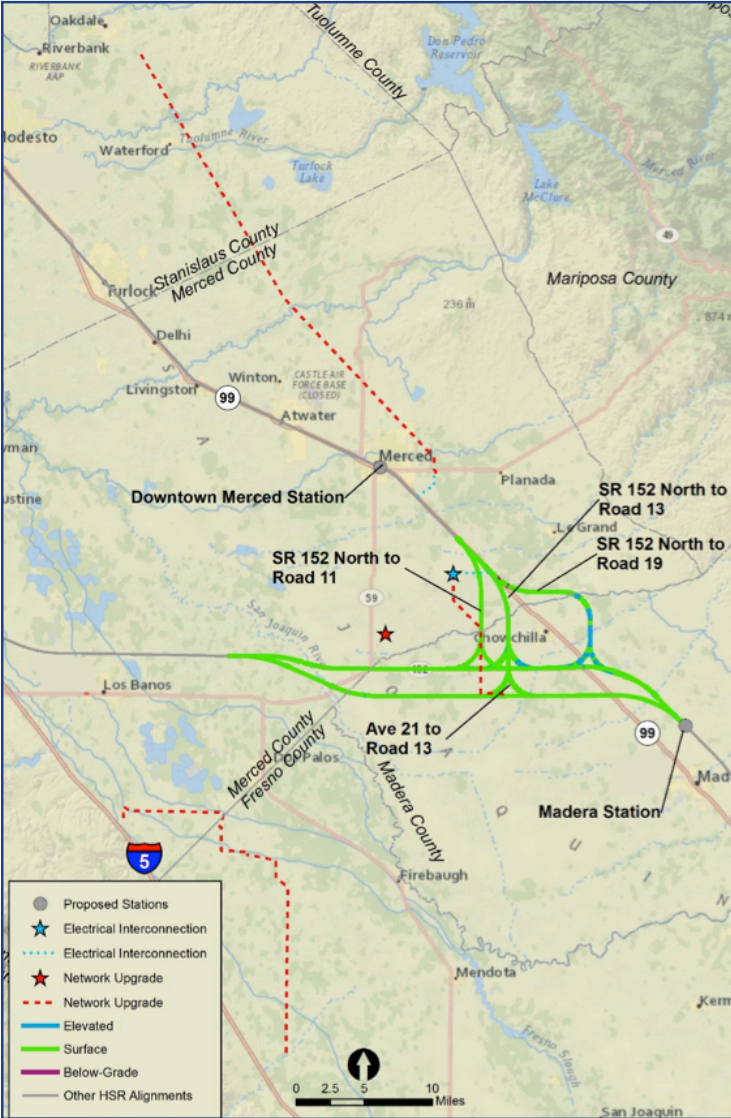 Oakdale
Riverbank
RIVERBANK
AAP
Tuolumne County
Don Pedro
Reservoir
Modesto
Waterford
Tuolumne River
Turlock
Lake
Lake
McClure
Merced River
49
Stanislaus County
Merced County
Mariposa County
Turlock
236 m
874 m
Delhi
S
Livingston
Winton
CASTLE AIR
FORCE BASE
(CLOSED)
99
Atwater
A
Merced
Planada
Downtown Merced Station
SR 152 North to
Road 13
Le Grand
SR 152 North to
Road 19
SR 152 North to
Road 11
59
San Joaquin River
J
Chowchilla
152
O
Los Banos
Ave 21 to
Road 13
99
A
Merced County
Fresno County
Dos Palos
Madera County
Madera Station
Q
U
I
N
5
Firebaugh
Mendota
Fresno Slough
San Joaquin
Proposed Stations
Electrical Interconnection
Electrical Interconnection
Network Upgrade
Network Upgrade
Elevated
Surface
Below-Grade
Other HSR Alignments
0 2.5 5 10
Miles